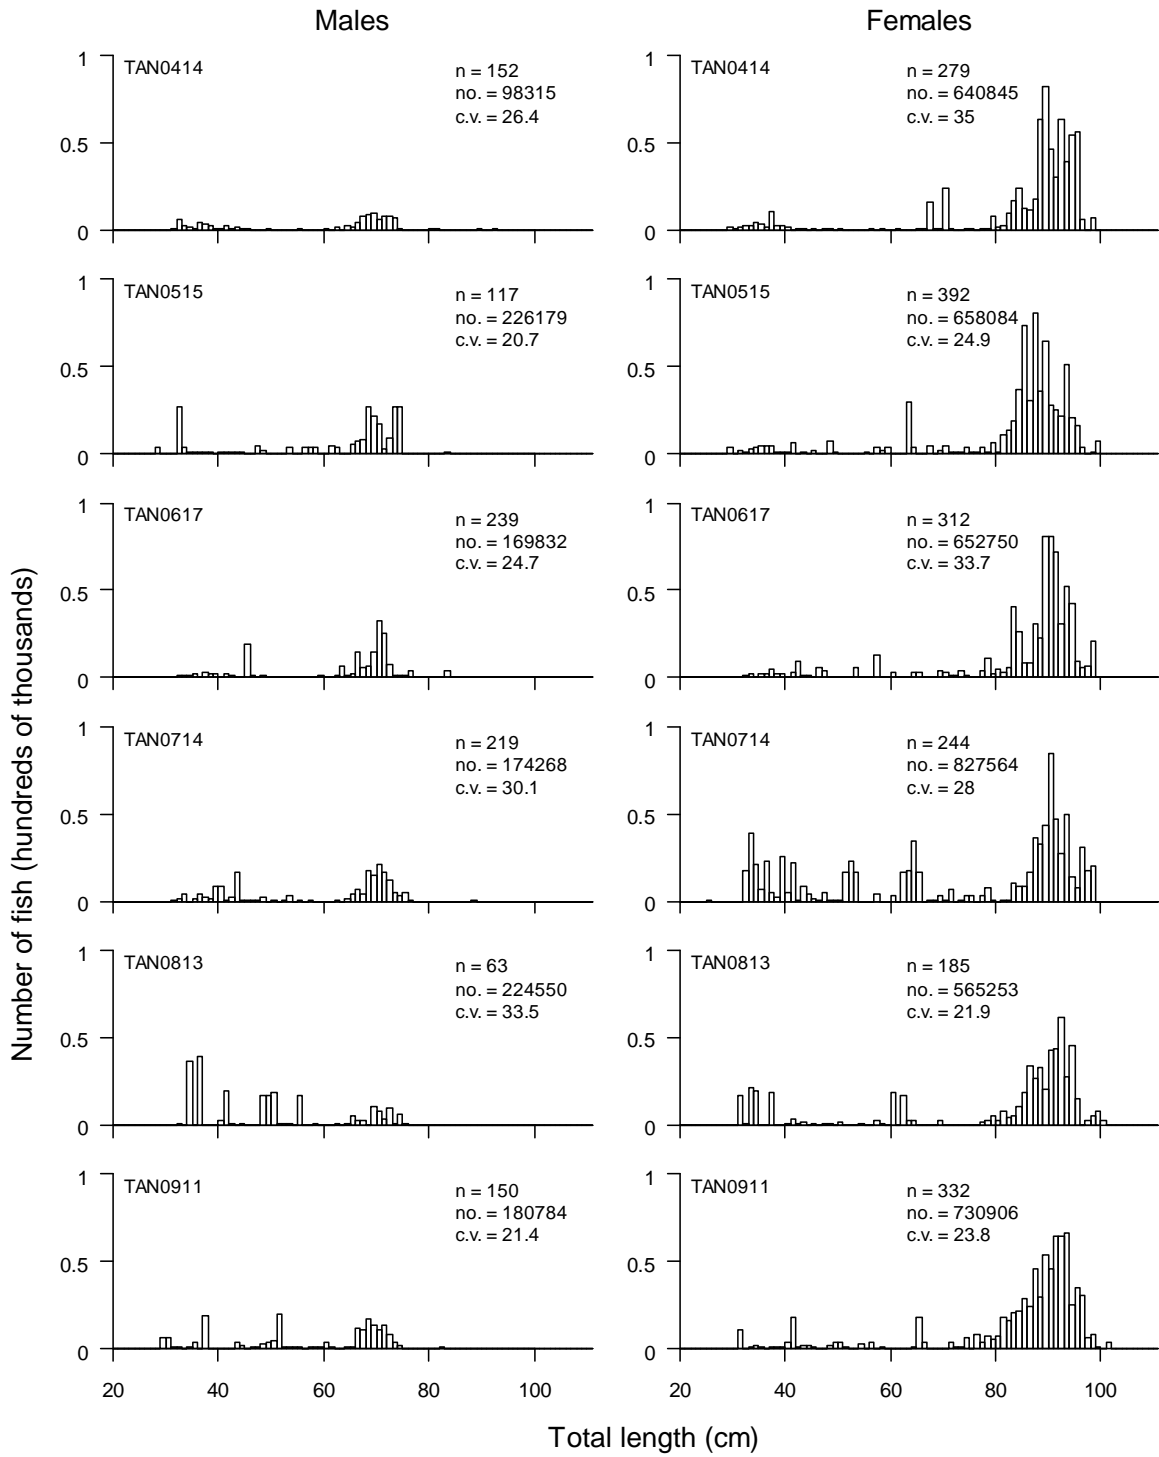 Males
Females
1
TAN0414
n = 152
no. = 98315
c.v. = 26.4
0.5
0
TAN0414
n = 279
no. = 640845
c.v. = 35
1
0.5
0
1
TAN0515
n = 117
no. = 226179
c.v. = 20.7
0.5
0
1
TAN0515
n = 392
no. = 658084
c.v. = 24.9
0.5
0
1
TAN0617
n = 239
no. = 169832
c.v. = 24.7
0.5
0
1
TAN0617
n = 312
no. = 652750
c.v. = 33.7
0.5
0
1
TAN0714
n = 219
no. = 174268
c.v. = 30.1
0.5
0
1
TAN0714
n = 244
no. = 827564
c.v. = 28
0.5
0
1
TAN0813
n = 63
no. = 224550
c.v. = 33.5
0.5
0
1
TAN0813
n = 185
no. = 565253
c.v. = 21.9
0.5
0
1
TAN0911
n = 150
no. = 180784
c.v. = 21.4
0.5
0
1
TAN0911
n = 332
no. = 730906
c.v. = 23.8
0.5
0
20 40 60 80 100
20 40 60 80 100
Number of fish (hundreds of thousands)
Total length (cm)